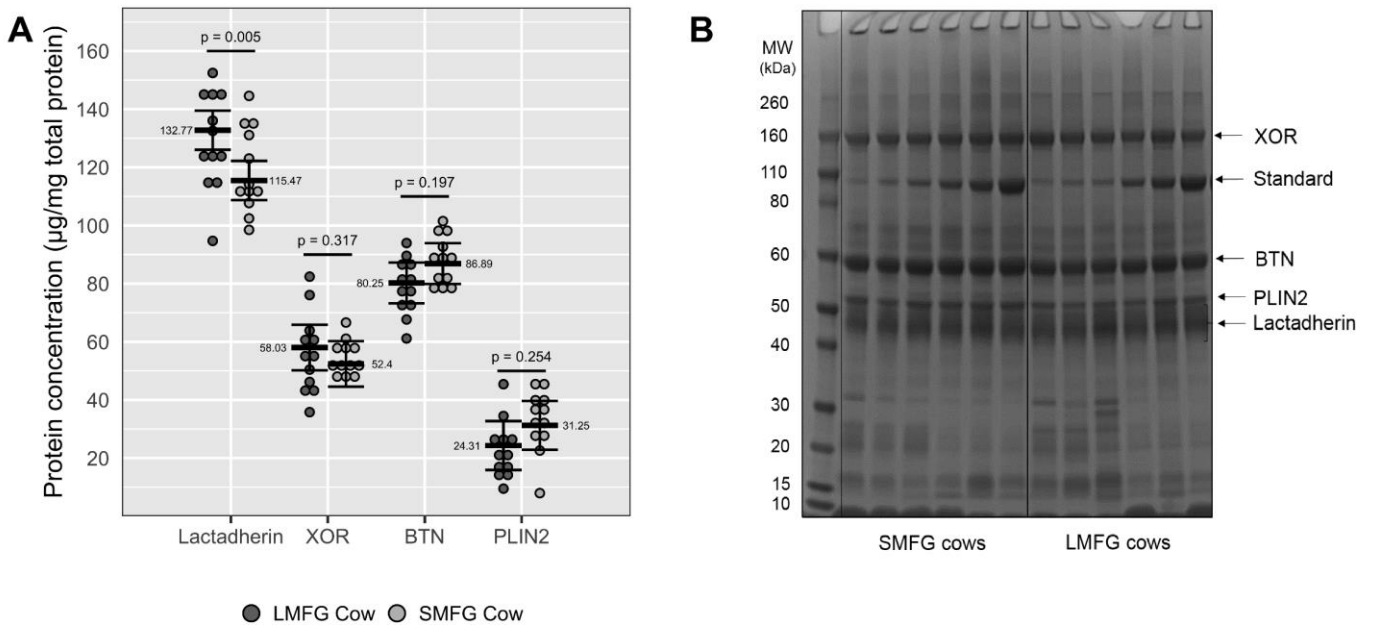 A
Protein concentration (µg/mg total protein)
160
140
120
100
80
60
40
20
p = 0.005
132.77
115.47
p = 0.317
58.03
52.4
p = 0.197
80.25
86.89
p = 0.254
24.31
31.25
Lactadherin XOR BTN PLIN2
LMFG Cow SMFG Cow
B
MW
(kDa)
260
160
110
80
60
50
40
30
20
15
10
XOR
Standard
BTN
PLIN2
Lactadherin
SMFG cows LMFG cows